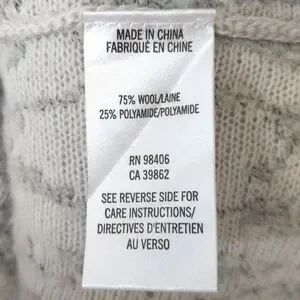 MADE IN CHINA
FABRIQUÉ EN CHINE
75% WOOL/LAINE
25% POLYAMIDE/POLYAMIDE
RN 98406
CA 39862
SEE REVERSE SIDE FOR
CARE INSTRUCTIONS/
DIRECTIVES D'ENTRETIEN
AU VERSO